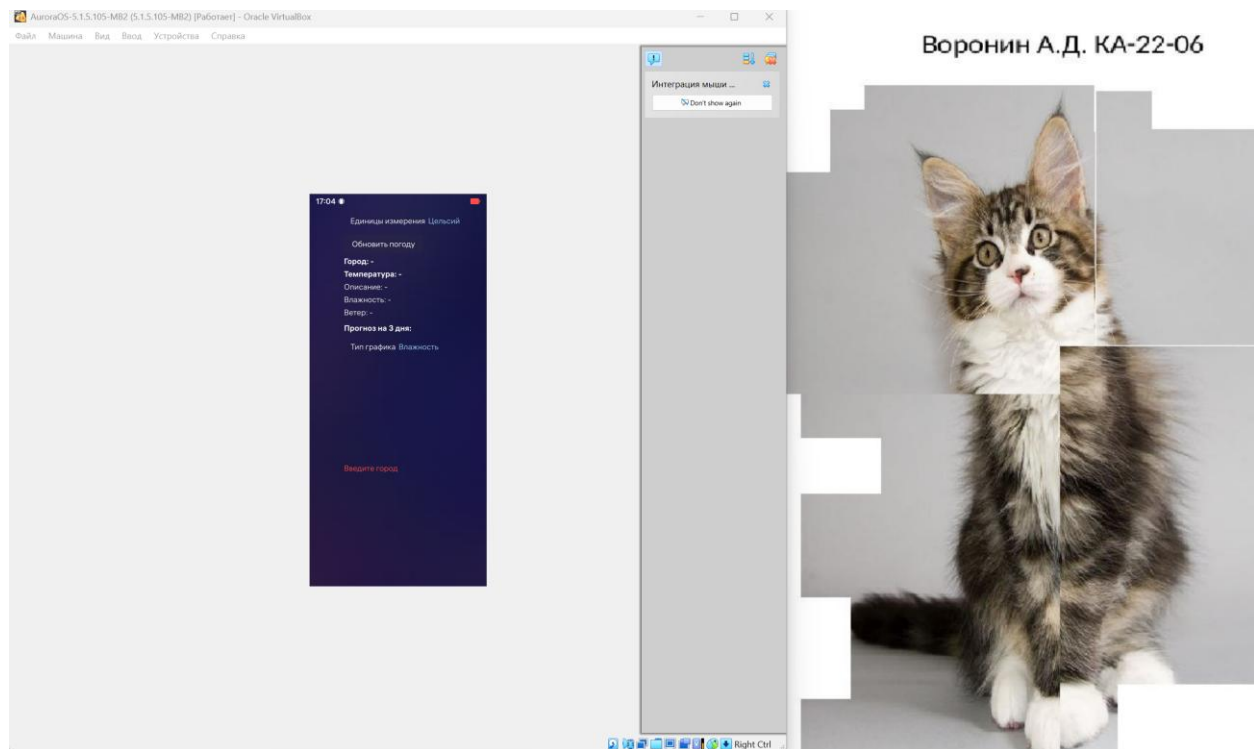 AuroraOS-5.1.5.105-MB2 (5.1.5.105-MB2) [Работает] - Oracle VirtualBox
Файл Машина Вид Ввод Устройства Справка
Интеграция мыши ...
Don't show again
17:04
Единицы измерения Цельсий
Обновить погоду
Город: -
Температура: -
Описание: -
Влажность: -
Ветер: -
Прогноз на 3 дня:
Тип графика Влажность
Введите город
Right Ctrl
Воронин А.Д. КА-22-06